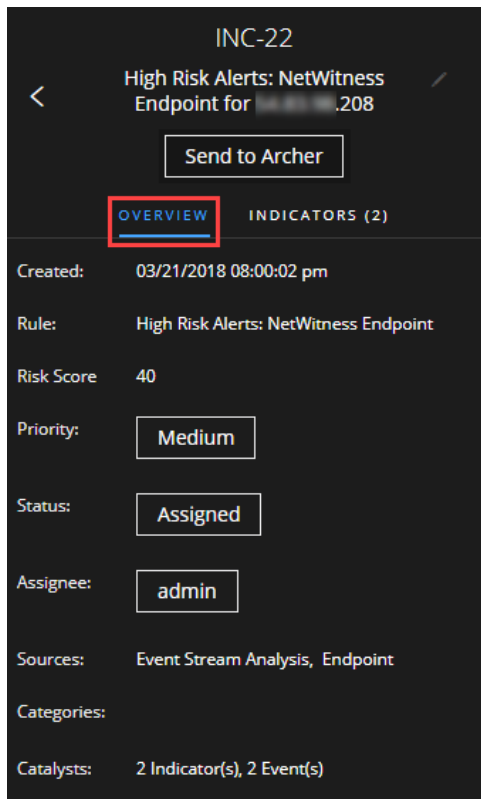 INC-22
High Risk Alerts: NetWitness
Endpoint for .208
Send to Archer
OVERVIEW INDICATORS (2)
Created: 03/21/2018 08:00:02 pm
Rule: High Risk Alerts: NetWitness Endpoint
Risk Score 40
Priority: Medium
Status: Assigned
Assignee: admin
Sources: Event Stream Analysis, Endpoint
Categories:
Catalysts: 2 Indicator(s), 2 Event(s)